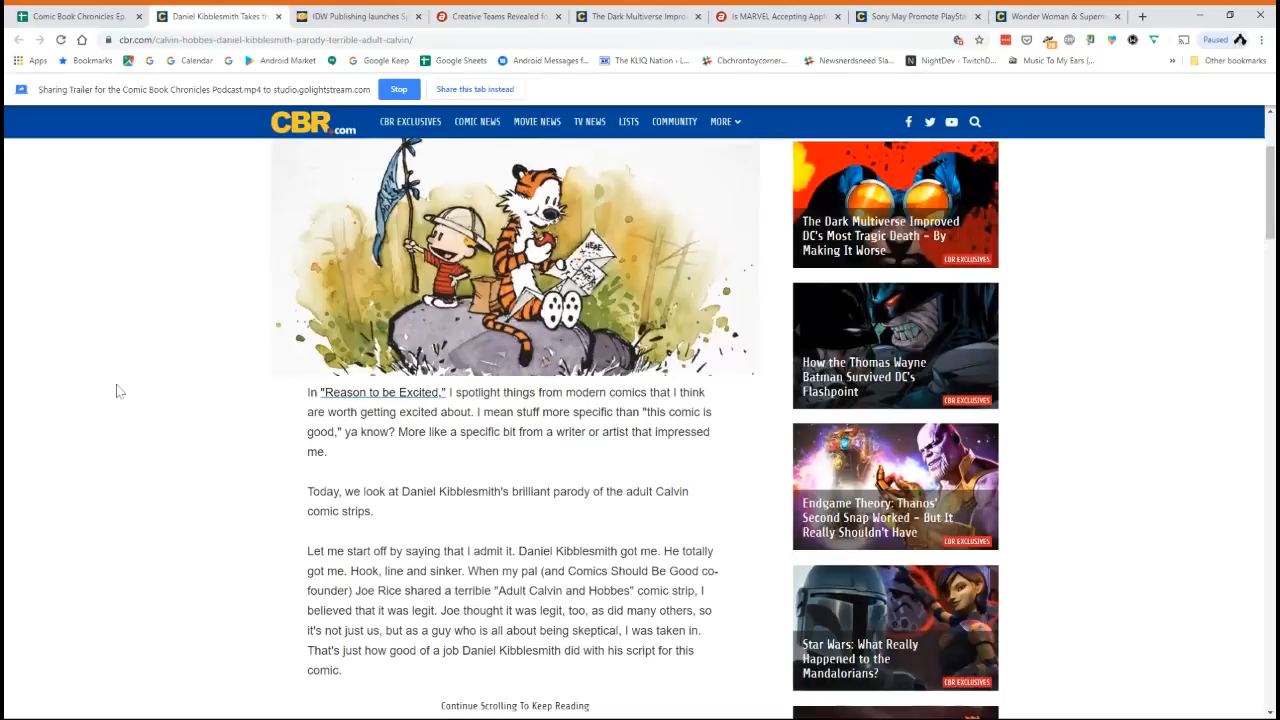 Comic Book Chronicles Ep.
Daniel Kibblesmith Takes th
IDW Publishing launches Sp
Creative Teams Revealed fo
The Dark Multiverse Impro
Is MARVEL Accepting Appl
Sony May Promote PlaySta
Wonder Woman & Super
cbr.com/calvin-hobbes-daniel-kibblesmith-parody-terrible-adult-calvin/
Paused
Apps
Bookmarks
Calendar
Android Market
Google Keep
Google Sheets
Android Messages f...
The KLIQ Nation › L...
Cbchrontoycorner...
Newsnerdsneed Sla...
NightDev - TwitchD...
Music To My Ears (...
»
Other bookmarks
Sharing Trailer for the Comic Book Chronicles Podcast.mp4 to studio.golightstream.com
Stop
Share this tab instead
CBR.com
CBR EXCLUSIVES
COMIC NEWS
MOVIE NEWS
TV NEWS
LISTS
COMMUNITY
MORE
HERE
In "Reason to be Excited," I spotlight things from modern comics that I think
are worth getting excited about. I mean stuff more specific than "this comic is
good," ya know? More like a specific bit from a writer or artist that impressed
me.
Today, we look at Daniel Kibblesmith's brilliant parody of the adult Calvin
comic strips.
Let me start off by saying that I admit it. Daniel Kibblesmith got me. He totally
got me. Hook, line and sinker. When my pal (and Comics Should Be Good co-
founder) Joe Rice shared a terrible "Adult Calvin and Hobbes" comic strip, I
believed that it was legit. Joe thought it was legit, too, as did many others, so
it's not just us, but as a guy who is all about being skeptical, I was taken in.
That's just how good of a job Daniel Kibblesmith did with his script for this
comic.
Continue Scrolling To Keep Reading
The Dark Multiverse Improved
DC's Most Tragic Death – By
Making It Worse
CBR EXCLUSIVES
How the Thomas Wayne
Batman Survived DC's
Flashpoint
CBR EXCLUSIVES
Endgame Theory: Thanos'
Second Snap Worked – But It
Really Shouldn't Have
CBR EXCLUSIVES
Star Wars: What Really
Happened to the
Mandalorians?
CBR EXCLUSIVES